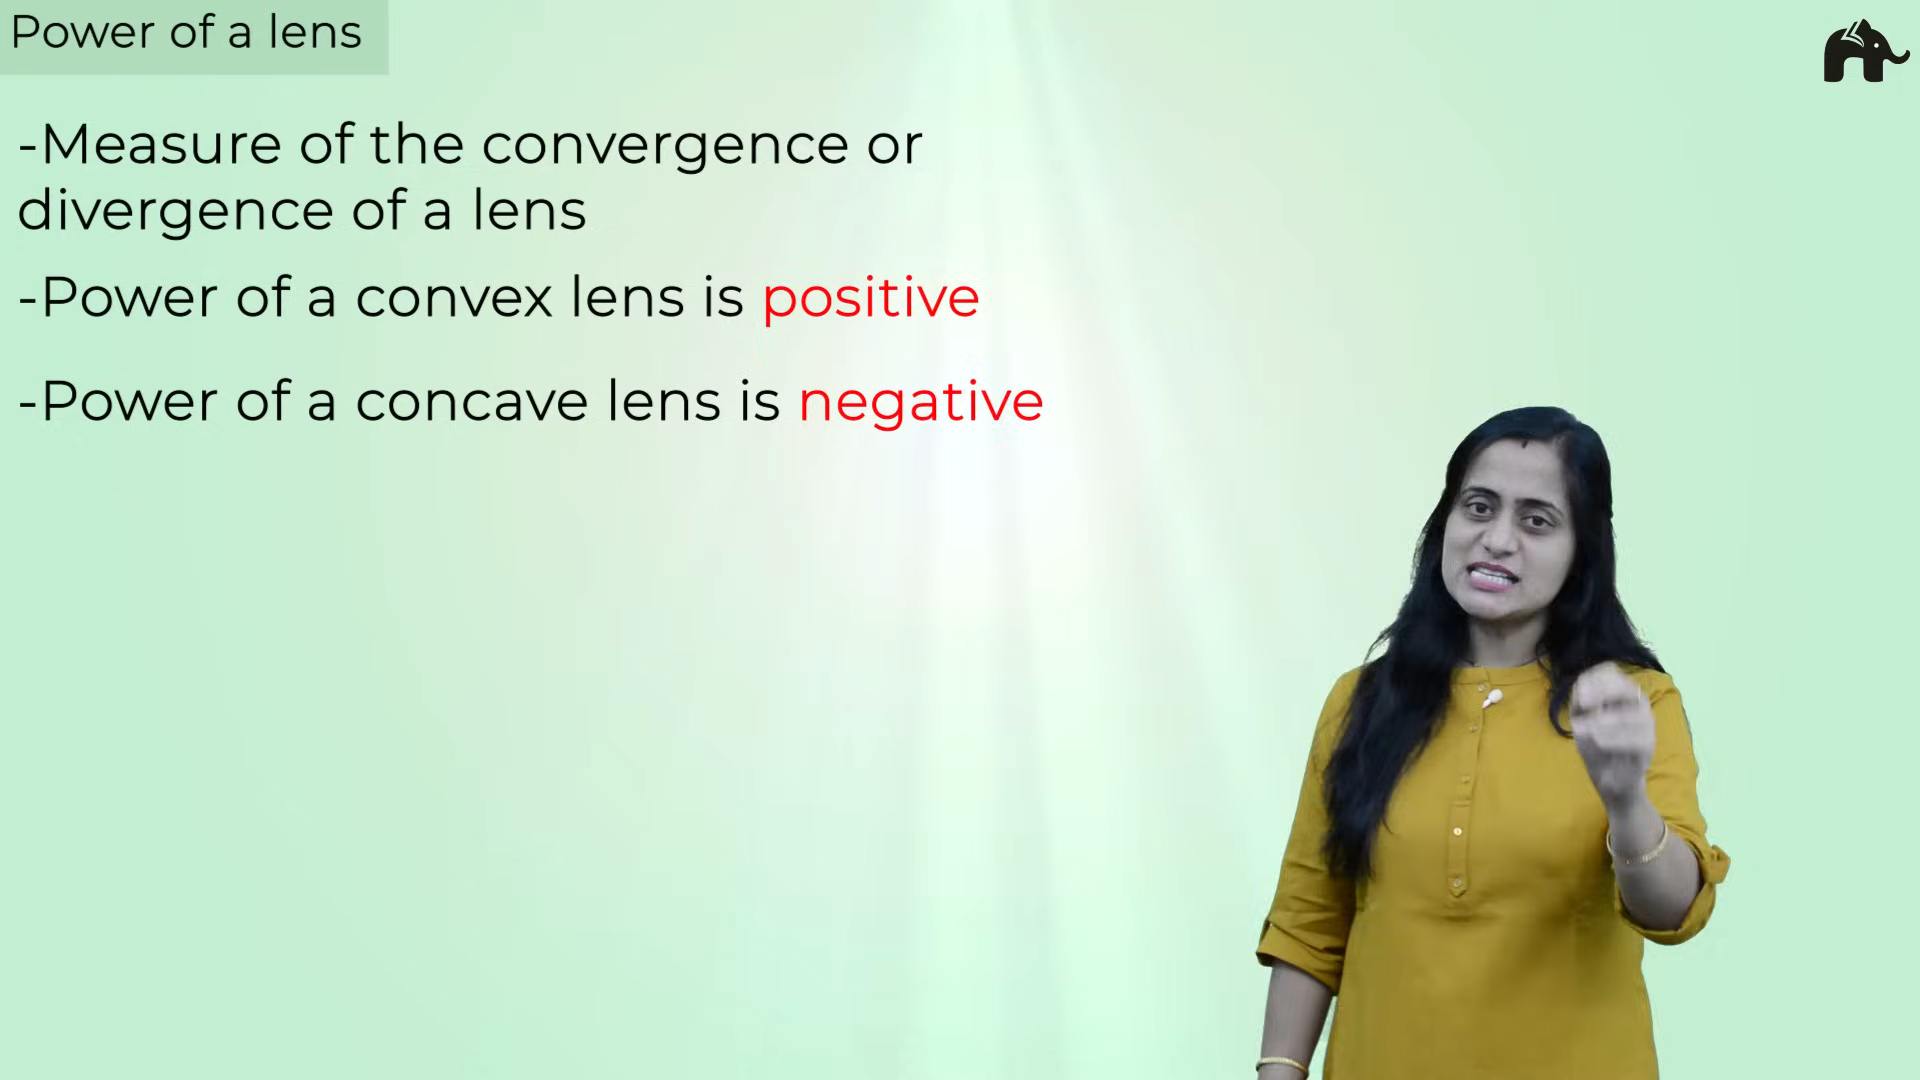 Power of a lens
-Measure of the convergence or
divergence of a lens
-Power of a convex lens is positive
-Power of a concave lens is negative